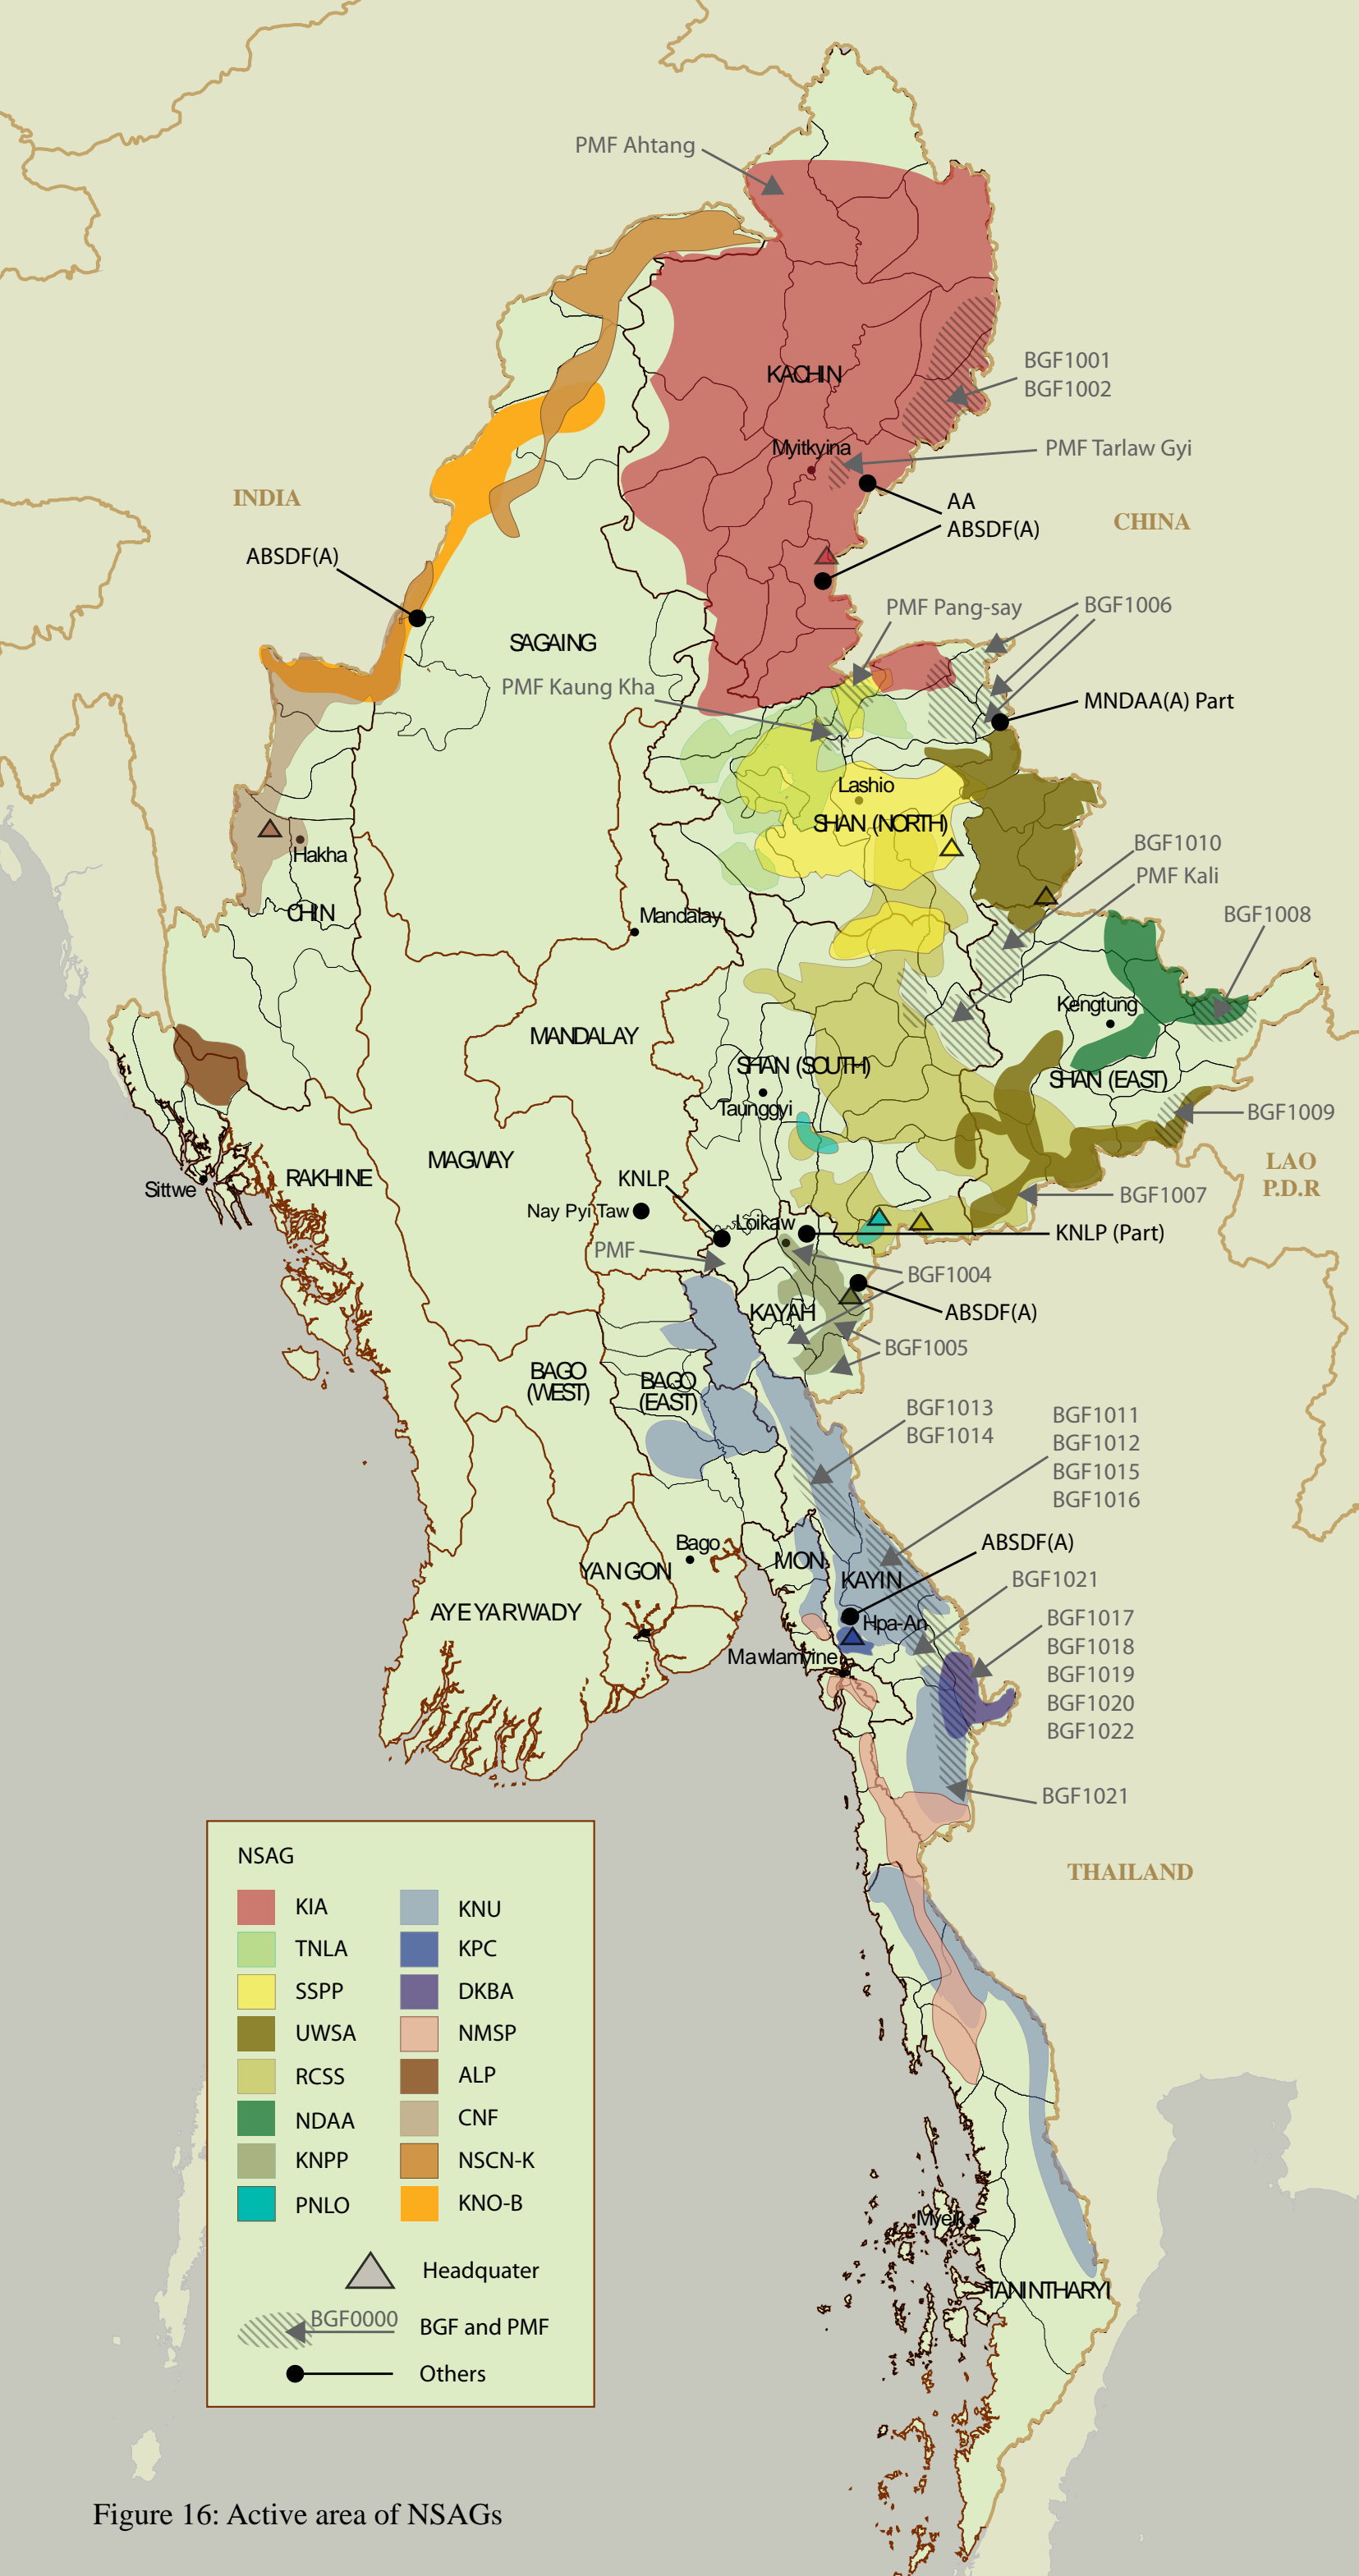 PMF Ahtang
BGF1001
BGF1002
KACHIN
Myitkyina
PMF Tarlaw Gyi
INDIA
AA
ABSDF(A)
CHINA
ABSDF(A)
PMF Pang-say
BGF1006
SAGAING
PMF Kaung Kha
MNDAA(A) Part
Lashio
SHAN (NORTH)
BGF1010
PMF Kali
Hakha
CHIN
Mandalay
BGF1008
Kengtung
MANDALAY
SHAN (SOUTH)
SHAN (EAST)
Taunggyi
BGF1009
MAGWAY
LAO
P.D.R
RAKHINE
KNLP
Sittwe
BGF1007
Nay Pyi Taw
Loikaw
KNLP (Part)
PMF
BGF1004
KAYAH
ABSDF(A)
BGF1005
BAGO
(WEST)
BAGO
(EAST)
BGF1013
BGF1014
BGF1011
BGF1012
BGF1015
BGF1016
Bago
ABSDF(A)
MON
YANGON
KAYIN
BGF1021
AYEYARWADY
Hpa-An
BGF1017
BGF1018
BGF1019
BGF1020
BGF1022
Mawlamyine
BGF1021
THAILAND
NSAG
KIA
KNU
TNLA
KPC
SSPP
DKBA
UWSA
NMSP
RCSS
ALP
NDAA
CNF
KNPP
NSCN-K
PNLO
KNO-B
Myeik
Headquater
TANINTHARYI
BGF0000
BGF and PMF
Others
Figure 16: Active area of NSAGs